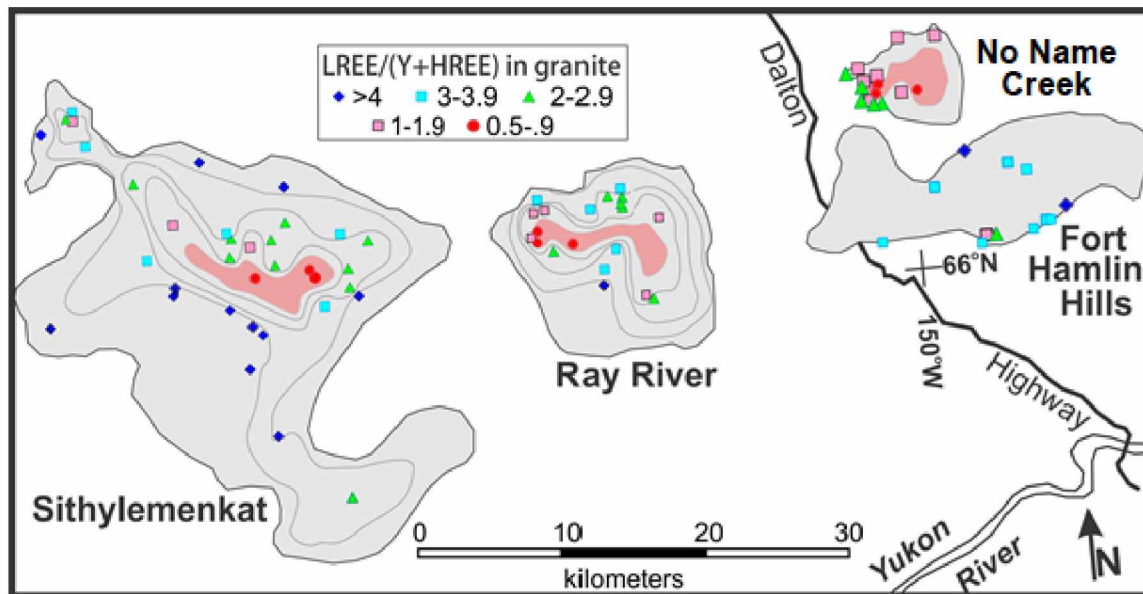 LREE/(Y+HREE) in granite
>4 3-3.9 2-2.9
1-1.9 0.5-.9
Dalton
No Name
Creek
Fort
Hamlin
Hills
66°N
150°W
Highway
Ray River
Sithylemenkat
0 10 20 30
kilometers
Yukon
River
N